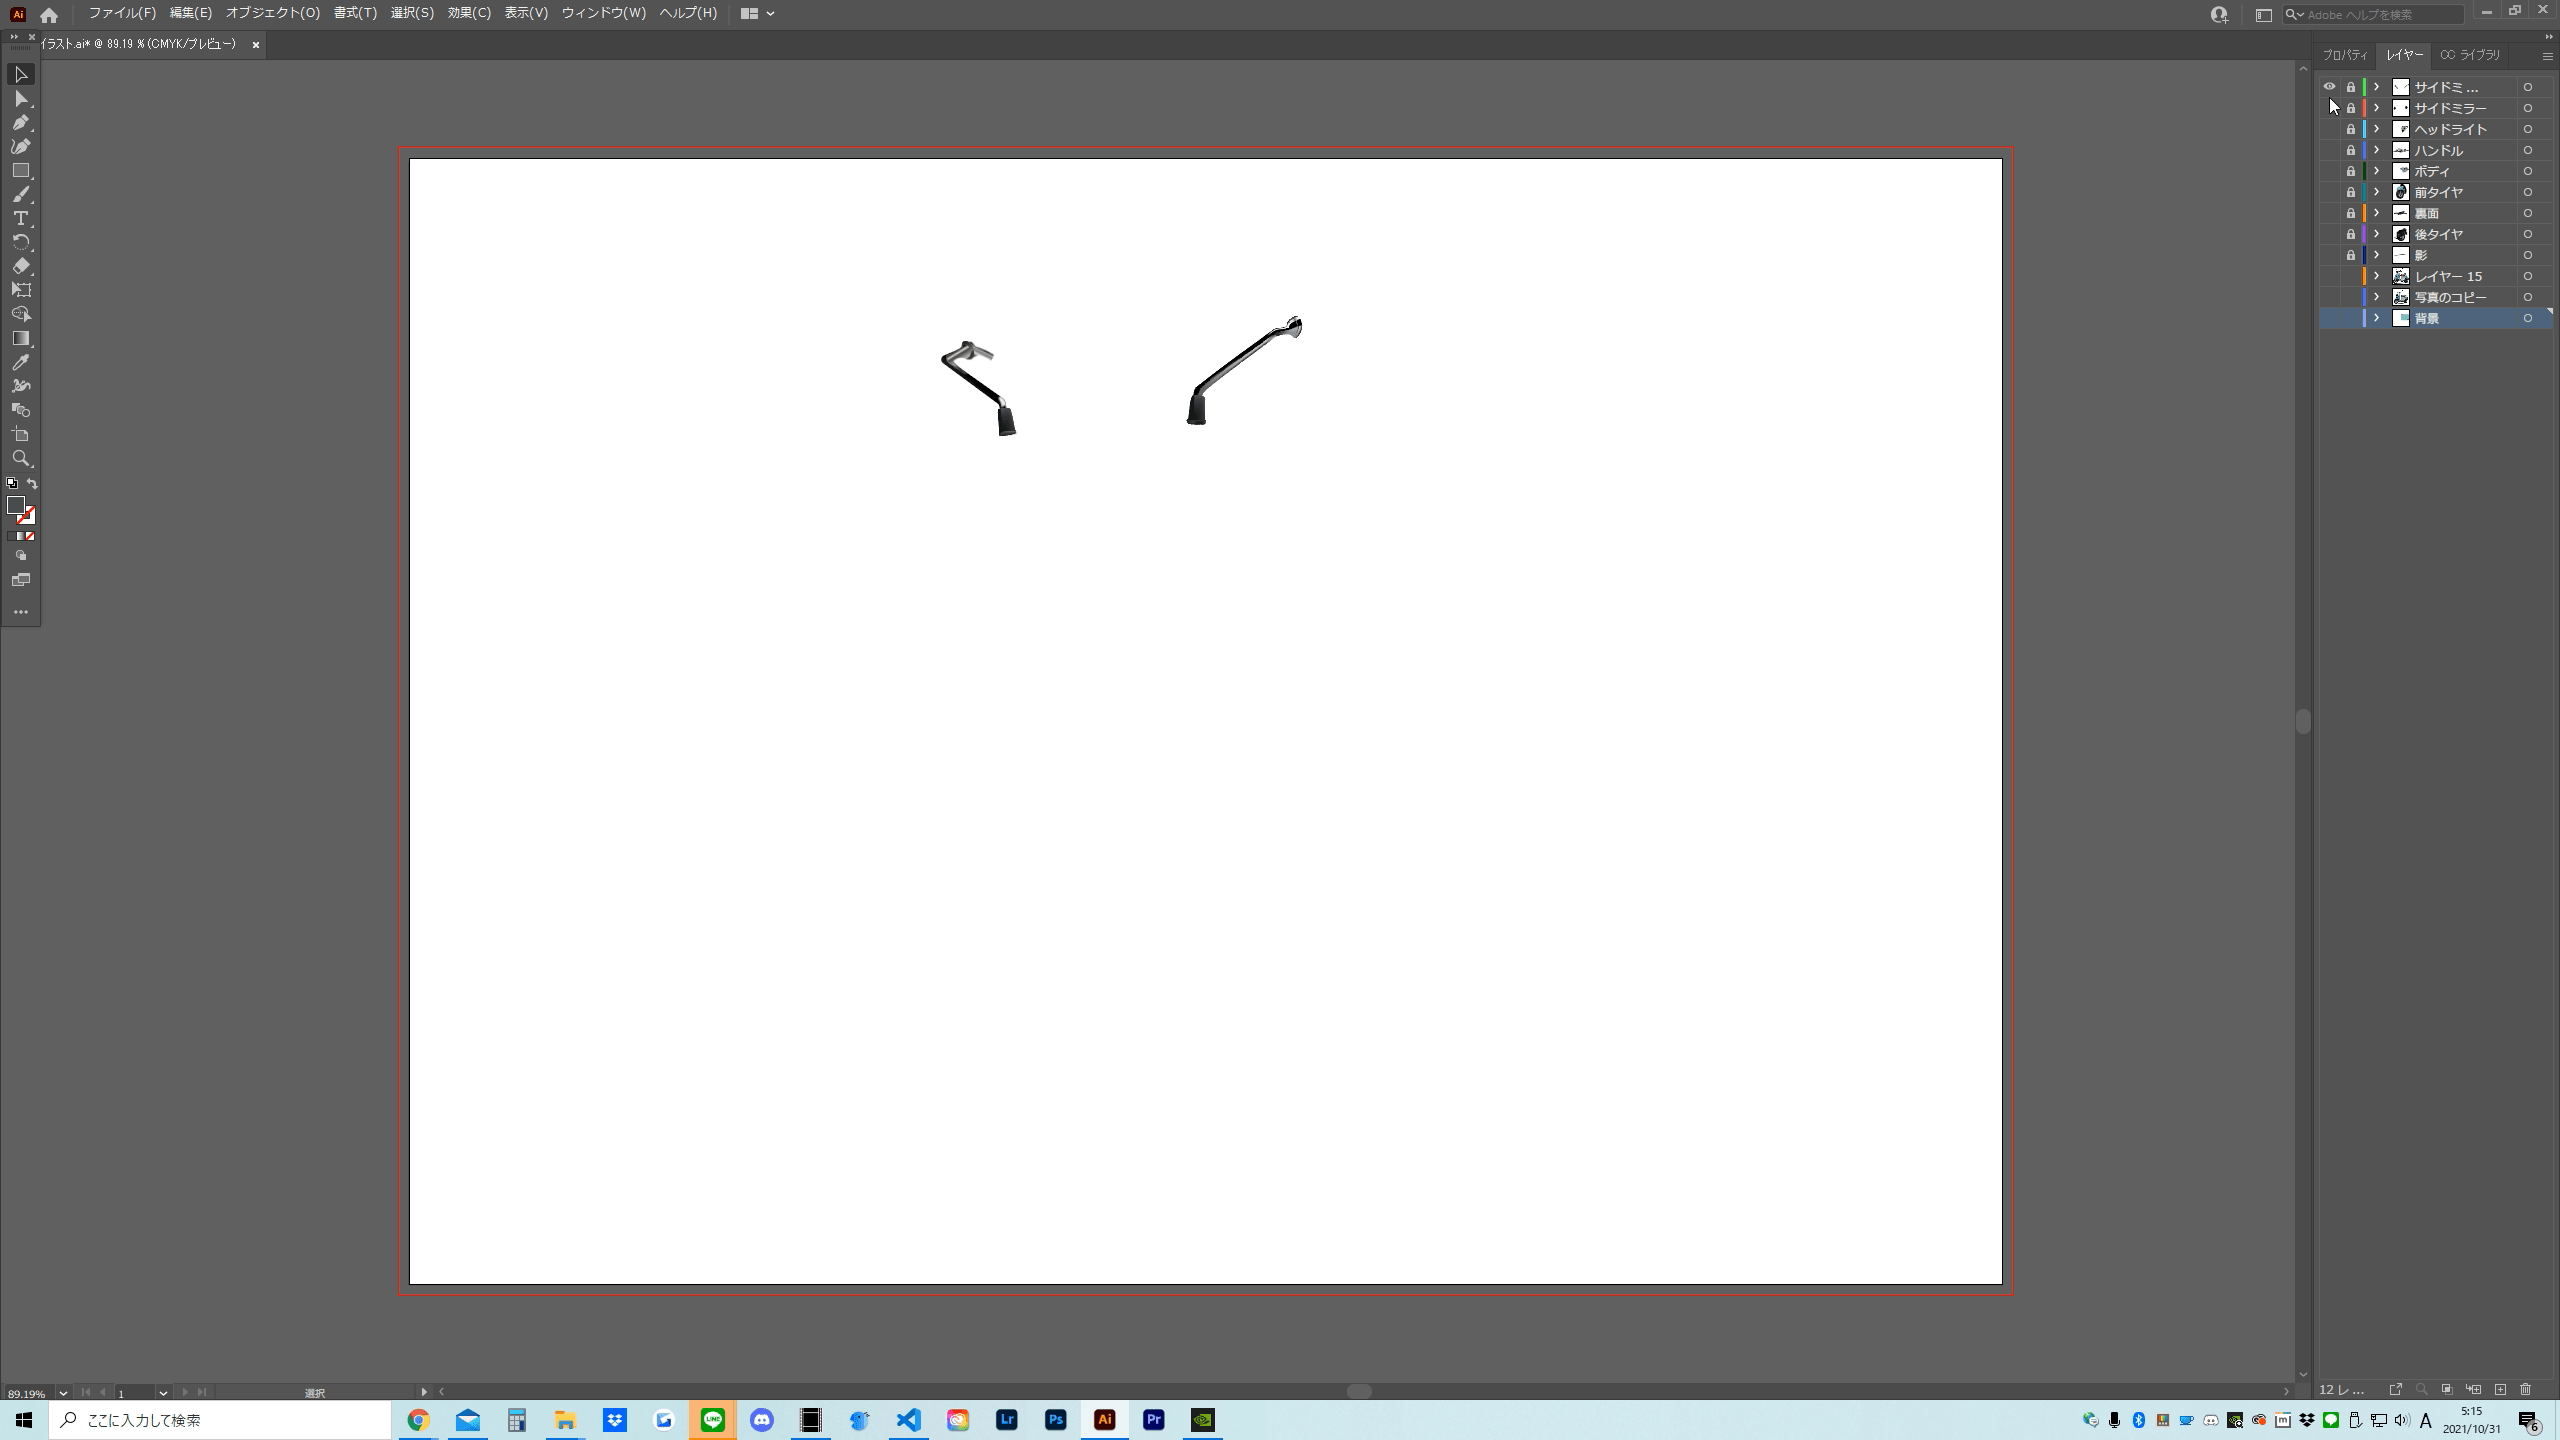 Ai ファイル(F) 編集(E) オブジェクト(O) 書式(T) 選択(S) 効果(C) 表示(V) ウィンドウ(W) ヘルプ(H) Adobe ヘルプを検索
イラスト.ai* @ 89.19 % (CMYK/プレビュー)
プロパティ レイヤー CC ライブラリ
サイドミ ...
サイドミラー
ヘッドライト
ハンドル
ボディ
前タイヤ
裏面
後タイヤ
影
レイヤー 15
写真のコピー
背景
89.19% 1 選択
12 レ...
ここに入力して検索
LINE
Lr Ps Ai Pr
A
5:15
2021/10/31
6